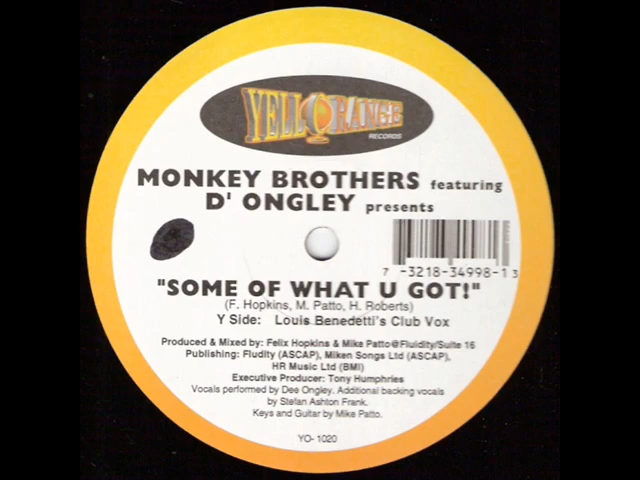 YELLORANGE
RECORDS
MONKEY BROTHERS featuring
D' ONGLEY presents
7 -3218-34998-1 3
"SOME OF WHAT U GOT!"
(F. Hopkins, M. Patto, H. Roberts)
Y Side: Louis Benedetti's Club Vox
Produced & Mixed by: Felix Hopkins & Mike Patto@Fluidity/Suite 16
Publishing: Fludity (ASCAP), Miken Songs Ltd (ASCAP),
HR Music Ltd (BMI)
Executive Producer: Tony Humphries
Vocals performed by Dee Ongley. Additional backing vocals
by Stefan Ashton Frank.
Keys and Guitar by Mike Patto.
YO- 1020